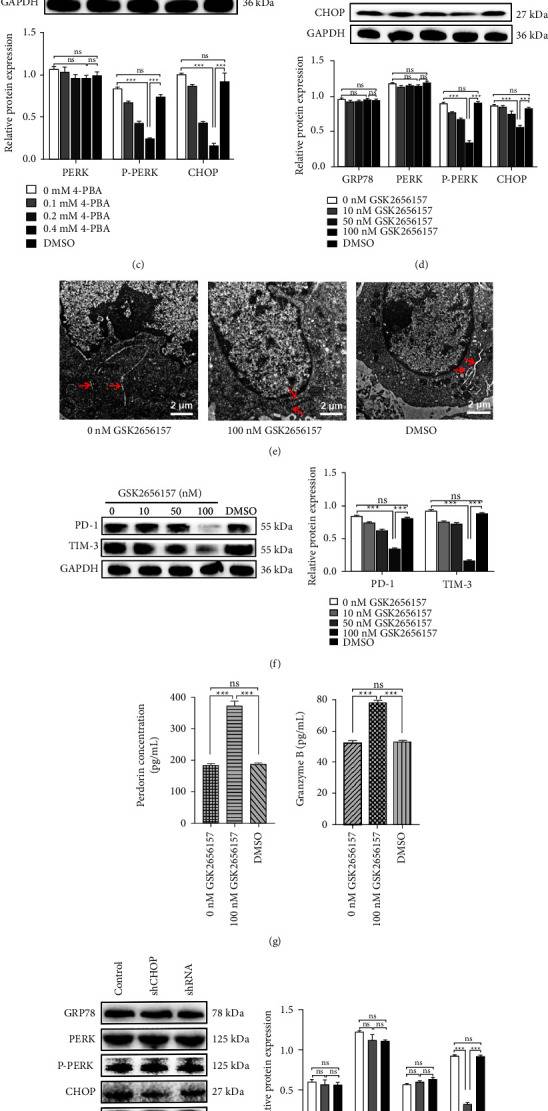 GAPDH 36 kDa
CHOP 27 kDa
GAPDH 36 kDa
Relative protein expression
1.5
1.0
0.5
0.0
ns
ns ns
ns
*** ***
ns
*** ***
PERK P-PERK CHOP
0 mM 4-PBA
0.1 mM 4-PBA
0.2 mM 4-PBA
0.4 mM 4-PBA
DMSO
(c)
Relative protein expression
1.5
1.0
0.5
0.0
ns
ns ns
ns
ns ns
ns
*** ***
ns
*** ***
GRP78 PERK P-PERK CHOP
0 nM GSK2656157
10 nM GSK2656157
50 nM GSK2656157
100 nM GSK2656157
DMSO
(d)
2 μm
2 μm
2 μm
0 nM GSK2656157 100 nM GSK2656157 DMSO
(e)
GSK2656157 (nM)
0 10 50 100 DMSO
PD-1 55 kDa
TIM-3 55 kDa
GAPDH 36 kDa
Relative protein expression
1.5
1.0
0.5
0.0
ns
*** ***
ns
*** ***
PD-1 TIM-3
0 nM GSK2656157
10 nM GSK2656157
50 nM GSK2656157
100 nM GSK2656157
DMSO
(f)
Perdorin concentration
(pg/mL)
400
300
200
100
0
ns
*** ***
0 nM GSK2656157
100 nM GSK2656157
DMSO
Granzyme B (pg/mL)
80
60
40
20
0
ns
*** ***
0 nM GSK2656157
100 nM GSK2656157
DMSO
(g)
Control
shCHOP
shRNA
GRP78 78 kDa
PERK 125 kDa
P-PERK 125 kDa
CHOP 27 kDa
protein expression
1.5
1.0
0.5
ns
ns ns
ns
ns ns
ns
ns ns
ns
*** ***